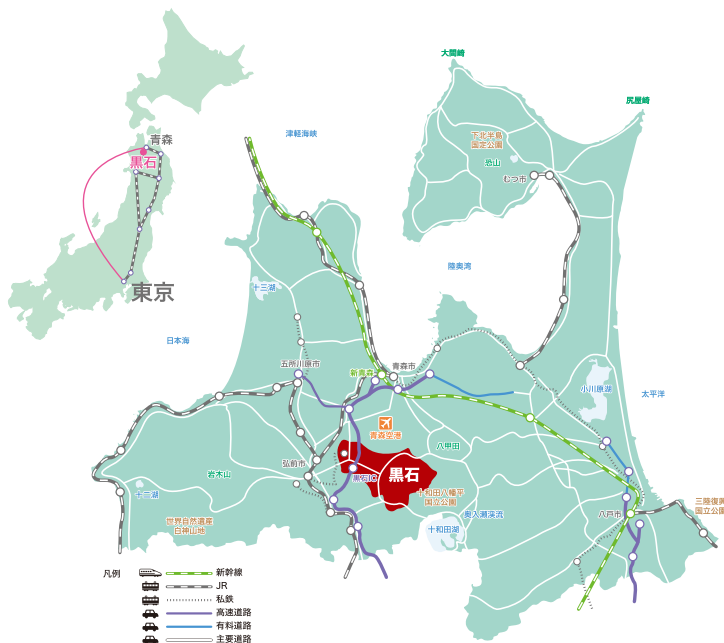 大間崎
尻屋崎
津軽海峡
青森
黒石
下北半島
国定公園
恐山
むつ市
陸奥湾
東京
十三湖
日本海
五所川原市
新青森
青森市
小川原湖
太平洋
青森空港
八甲田
弘前市
黒石IC
黒石
岩木山
十二湖
十和田八幡平
国立公園
三陸復興
国立公園
奥入瀬渓流
八戸市
世界自然遺産
白神山地
十和田湖
凡例
新幹線
JR
私鉄
高速道路
有料道路
主要道路